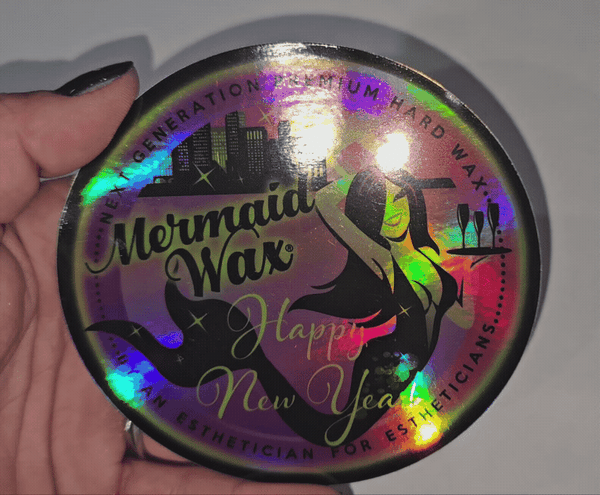 NEXT GENERATION PREMIUM HARD WAX
Mermaid
Wax®
Happy
New Year!
BY AN ESTHETICIAN FOR ESTHETICIANS